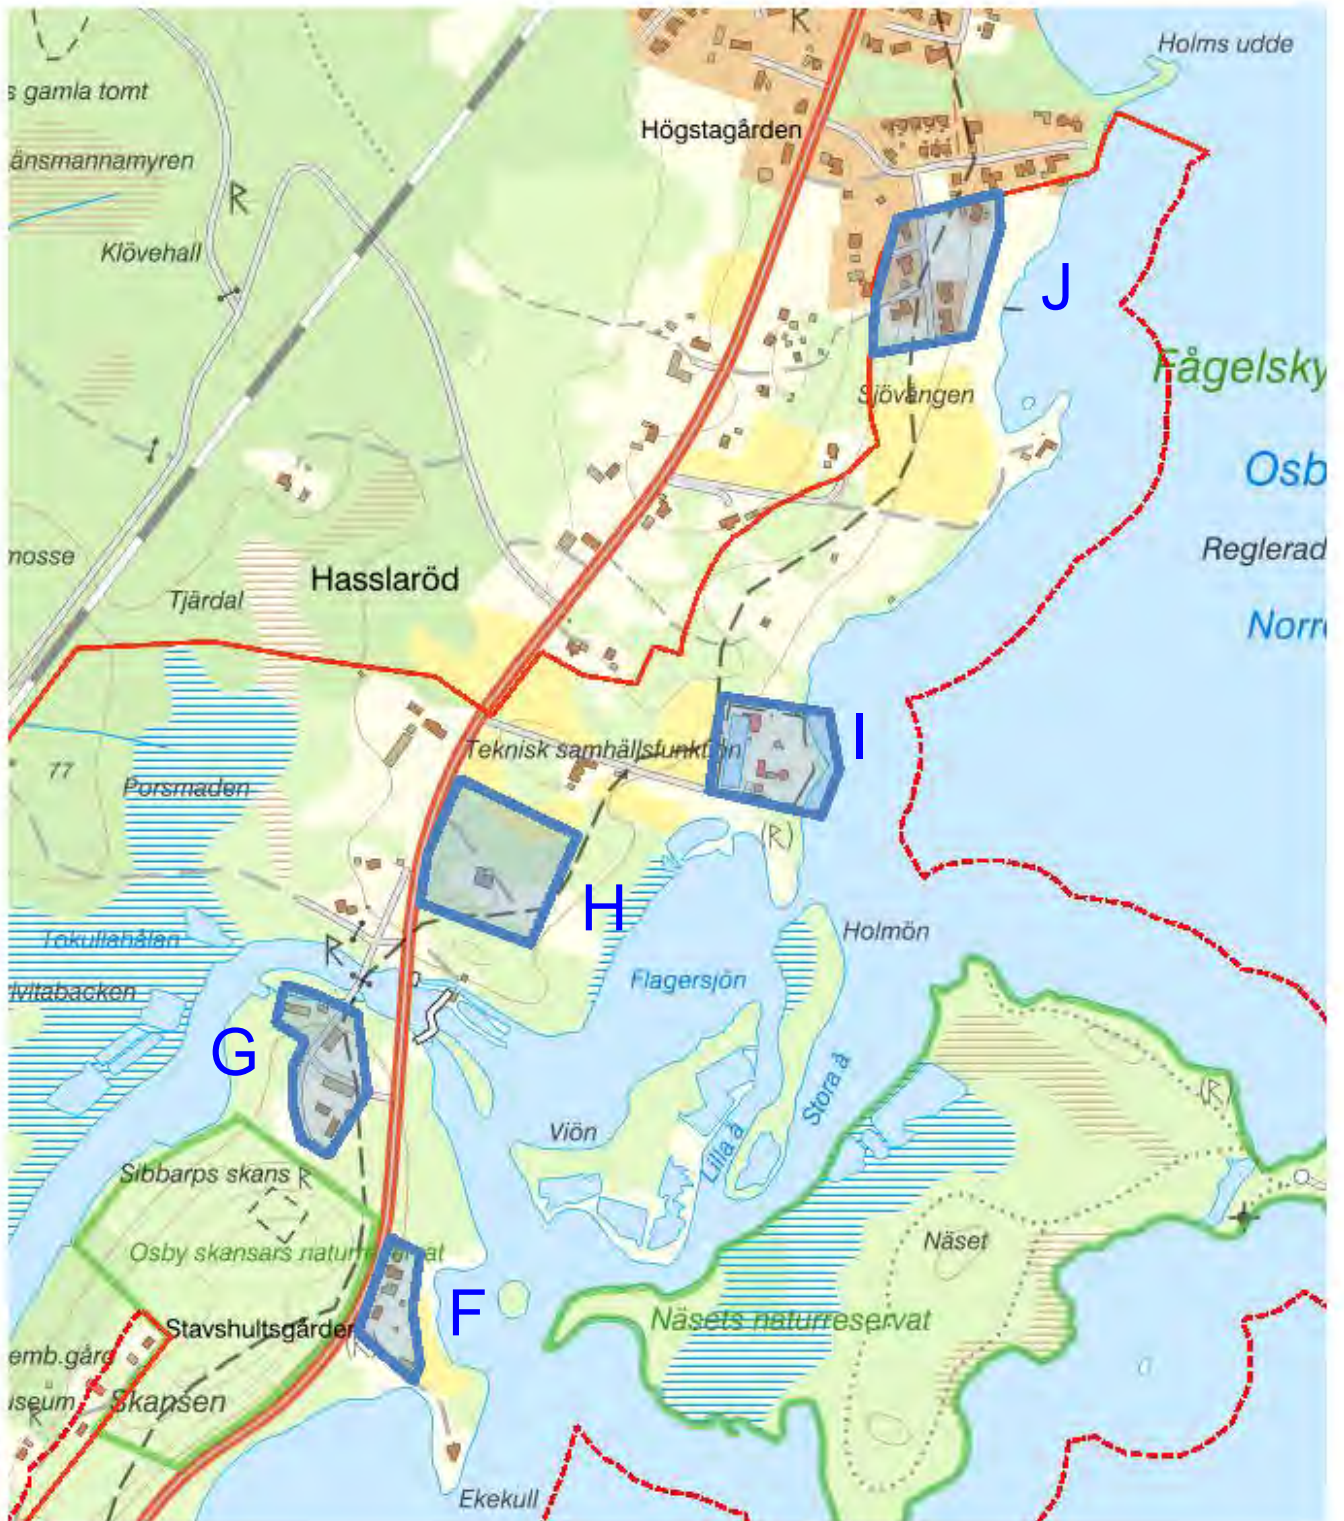 Holms udde
s gamla tomt
Högstagården
änsmannamyren
R
Klövehall
J
Fågelsky
Sjövången
Osb
Reglerad
mosse
Hasslaröd
Tjärdal
Norr
I
Teknisk samhällsfunktion
77
Porsmaden
(R)
H
Tokullahålan
R
Holmön
Flagersjön
lvitabacken
G
Stora å
(R)
Viön
Lilla å
Sibbarps skans R
Näset
Osby skansars naturreservat
F
Stavshultsgården
Näsets naturreservat
emb.gård
useum
R
Skansen
Ekekull